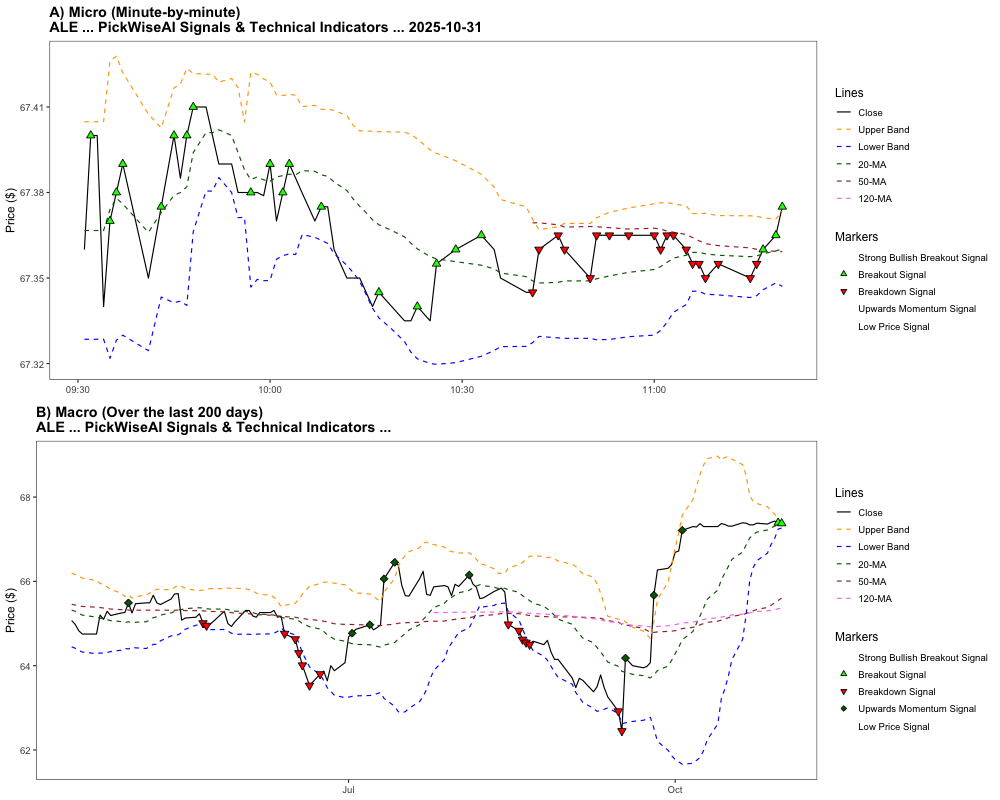 A) Micro (Minute-by-minute)
ALE ... PickWiseAI Signals & Technical Indicators ... 2025-10-31
Price ($)
67.41
67.38
67.35
67.32
09:30
10:00
10:30
11:00
Lines
Close
Upper Band
Lower Band
20-MA
50-MA
120-MA
Markers
Strong Bullish Breakout Signal
Breakout Signal
Breakdown Signal
Upwards Momentum Signal
Low Price Signal
B) Macro (Over the last 200 days)
ALE ... PickWiseAI Signals & Technical Indicators ...
Price ($)
68
66
64
62
Jul
Oct
Lines
Close
Upper Band
Lower Band
20-MA
50-MA
120-MA
Markers
Strong Bullish Breakout Signal
Breakout Signal
Breakdown Signal
Upwards Momentum Signal
Low Price Signal